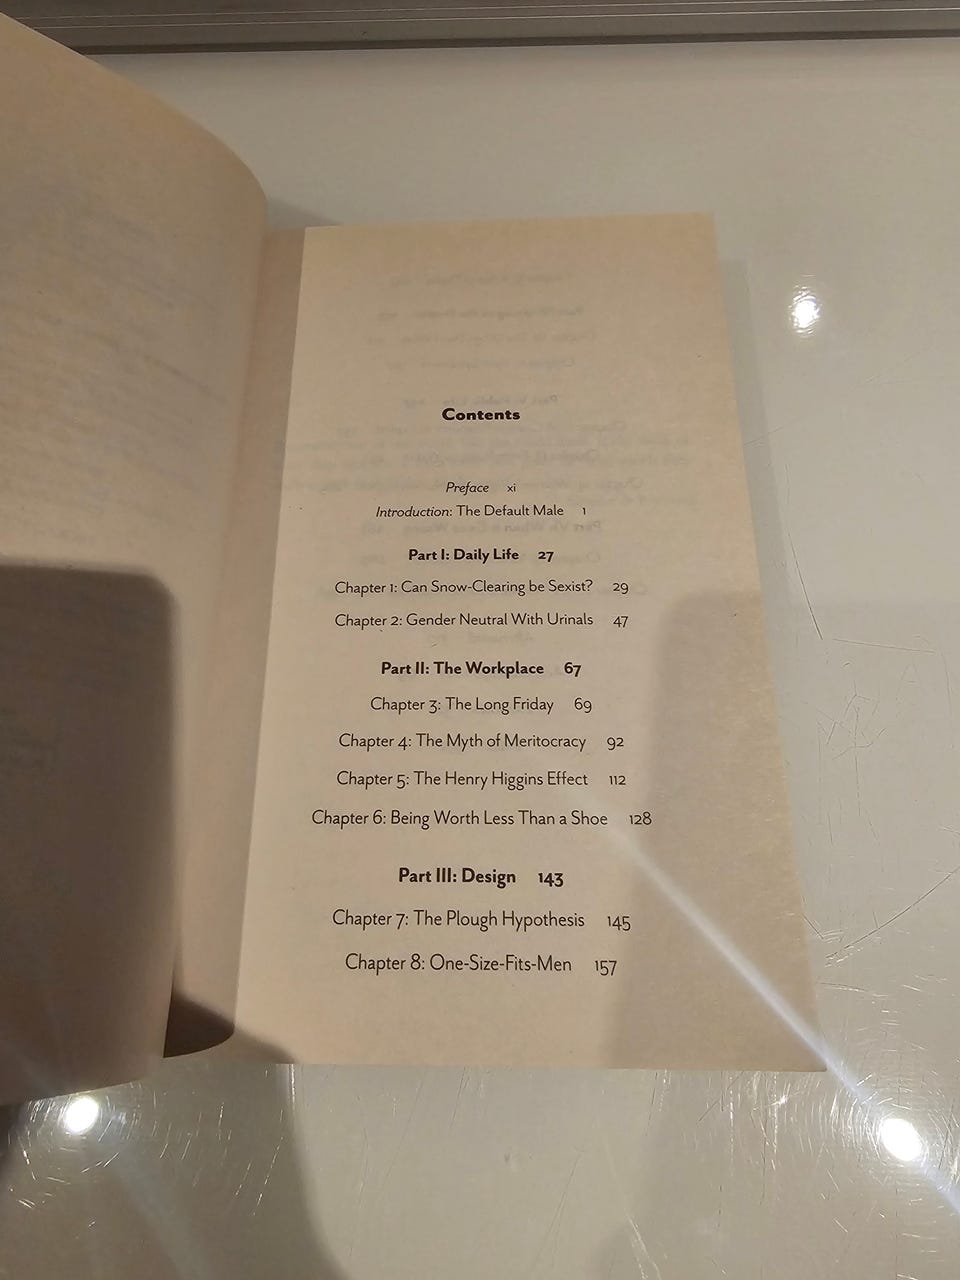 Contents
Preface xi
Introduction: The Default Male 1
Part I: Daily Life 27
Chapter 1: Can Snow-Clearing be Sexist? 29
Chapter 2: Gender Neutral With Urinals 47
Part II: The Workplace 67
Chapter 3: The Long Friday 69
Chapter 4: The Myth of Meritocracy 92
Chapter 5: The Henry Higgins Effect 112
Chapter 6: Being Worth Less Than a Shoe 128
Part III: Design 143
Chapter 7: The Plough Hypothesis 145
Chapter 8: One-Size-Fits-Men 157